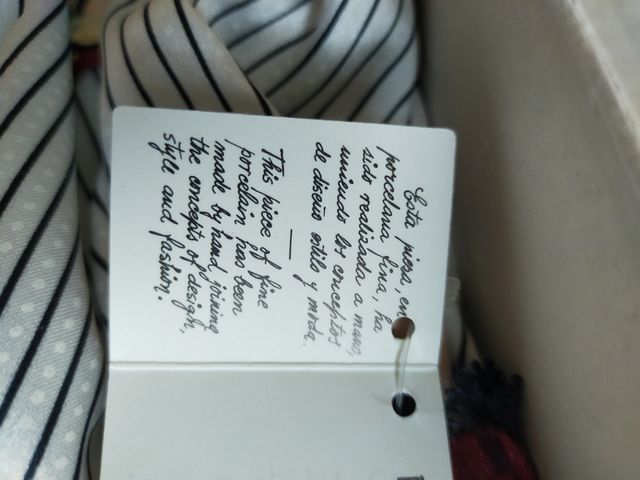 Esta pieza, en
porcelana fina, ha
sido realizada a mano,
uniendo los conceptos
de diseño estilo y moda.
This piece of fine
porcelain has been
made by hand joining
the concepts of design,
style and fashion.